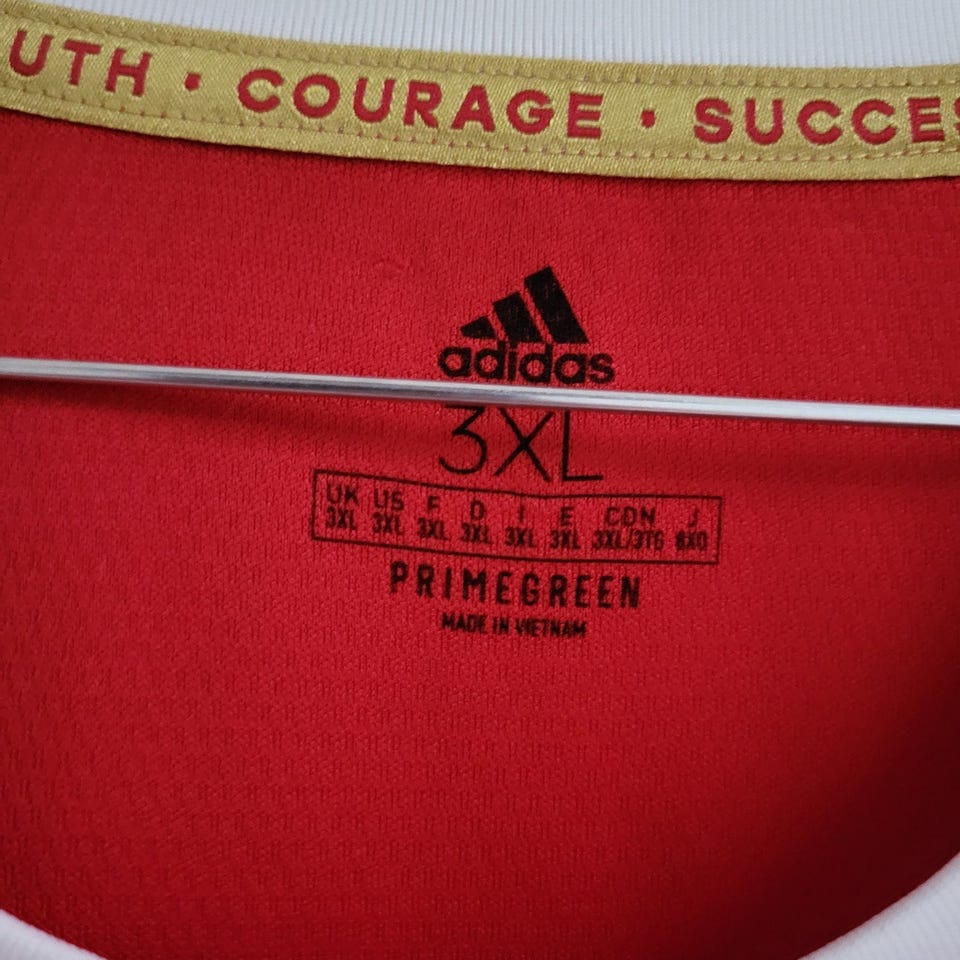 UTH • COURAGE • SUCCES
adidas
3XL
UK US F D I E CDN J
3XL 3XL 3XL 3XL 3XL 3XL 3XL/3TG 8XO
PRIMEGREEN
MADE IN VIETNAM